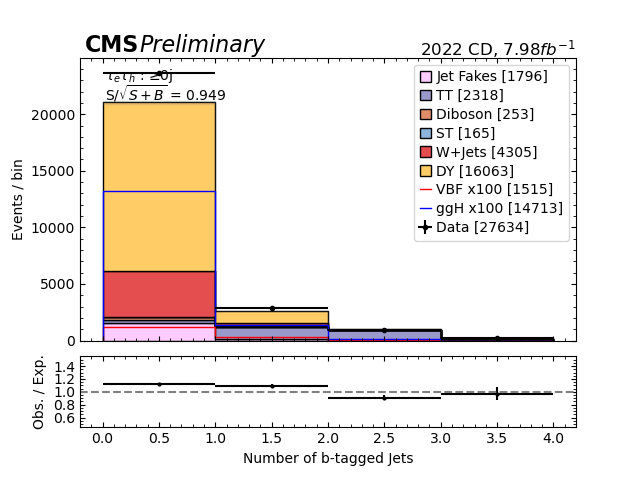 CMS Preliminary 2022 CD, 7.98fb⁻¹
τ_eτ_h : ≥0j
S/√S + B = 0.949
Jet Fakes [1796]
TT [2318]
Diboson [253]
ST [165]
W+Jets [4305]
DY [16063]
VBF x100 [1515]
ggH x100 [14713]
Data [27634]
Events / bin
20000
15000
10000
5000
0
Obs. / Exp.
1.4
1.2
1.0
0.8
0.6
0.0 0.5 1.0 1.5 2.0 2.5 3.0 3.5 4.0
Number of b-tagged Jets